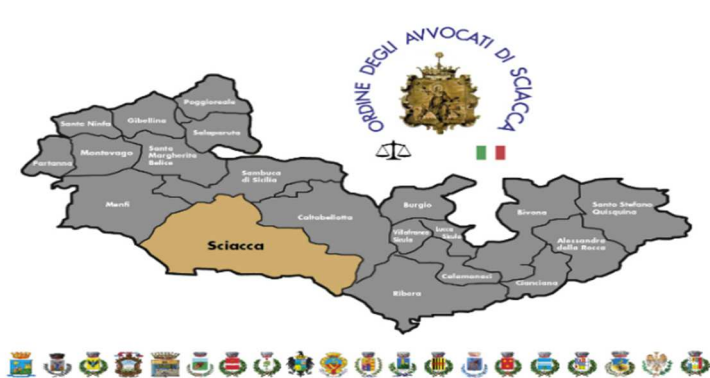 ORDINE DEGLI AVVOCATI DI SCIACCA
Poggioreale
Santa Ninfa
Gibellina
Salaparuta
Partanna
Montevago
Santa
Margherita
Belice
Sambuca
di Sicilia
Menfi
Caltabellotta
Sciacca
Burgio
Villafranca
Sicula
Lucca
Sicula
Bivona
Santo Stefano
Quisquina
Alessandria
della Rocca
Calamonaci
Cianciana
Ribera